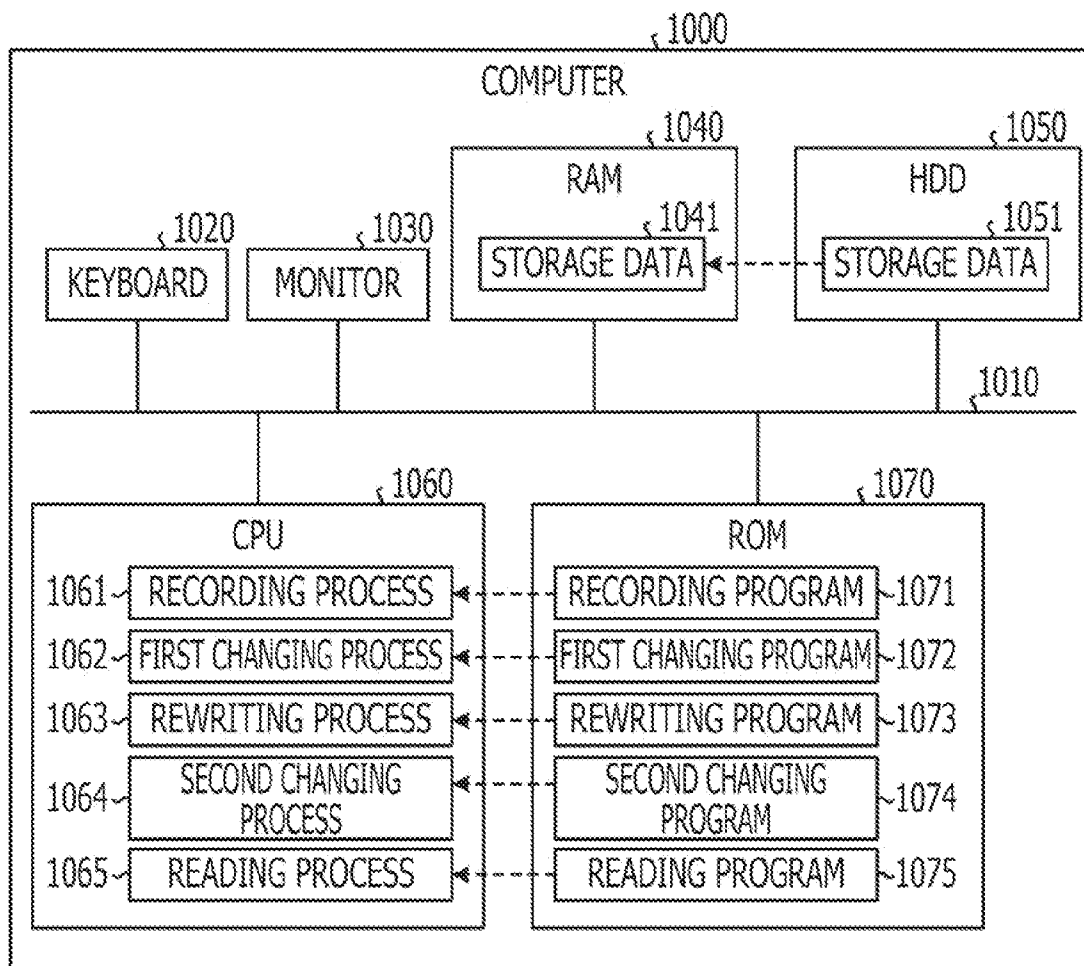 1000
COMPUTER
1040
1050
RAM
HDD
1020
1030
1041
1051
KEYBOARD
MONITOR
STORAGE DATA
STORAGE DATA
1010
1060
1070
CPU
ROM
1061 RECORDING PROCESS
RECORDING PROGRAM 1071
1062 FIRST CHANGING PROCESS
FIRST CHANGING PROGRAM 1072
1063 REWRITING PROCESS
REWRITING PROGRAM 1073
1064 SECOND CHANGING
PROCESS
SECOND CHANGING 1074
PROGRAM
1065 READING PROCESS
READING PROGRAM 1075